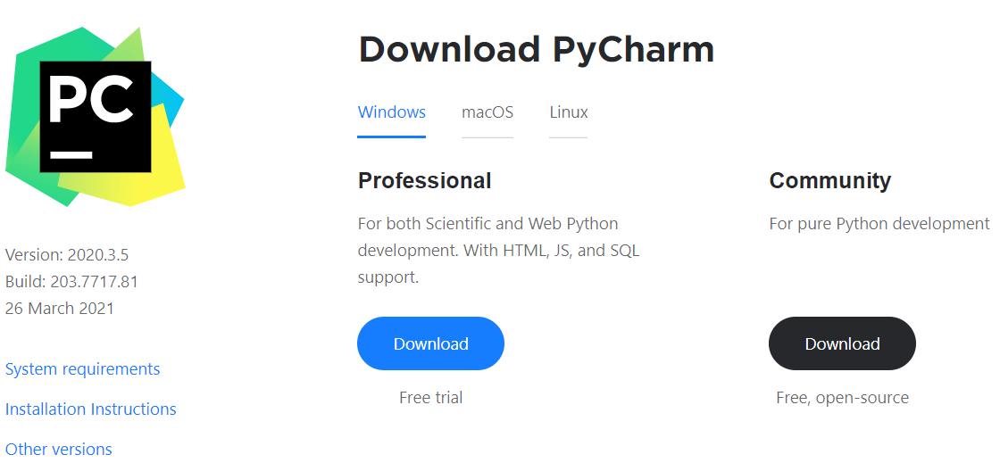 PC
Download PyCharm
Windows
macOS
Linux
Professional
For both Scientific and Web Python
development. With HTML, JS, and SQL
support.
Download
Free trial
Community
For pure Python development
Download
Free, open-source
Version: 2020.3.5
Build: 203.7717.81
26 March 2021
System requirements
Installation Instructions
Other versions